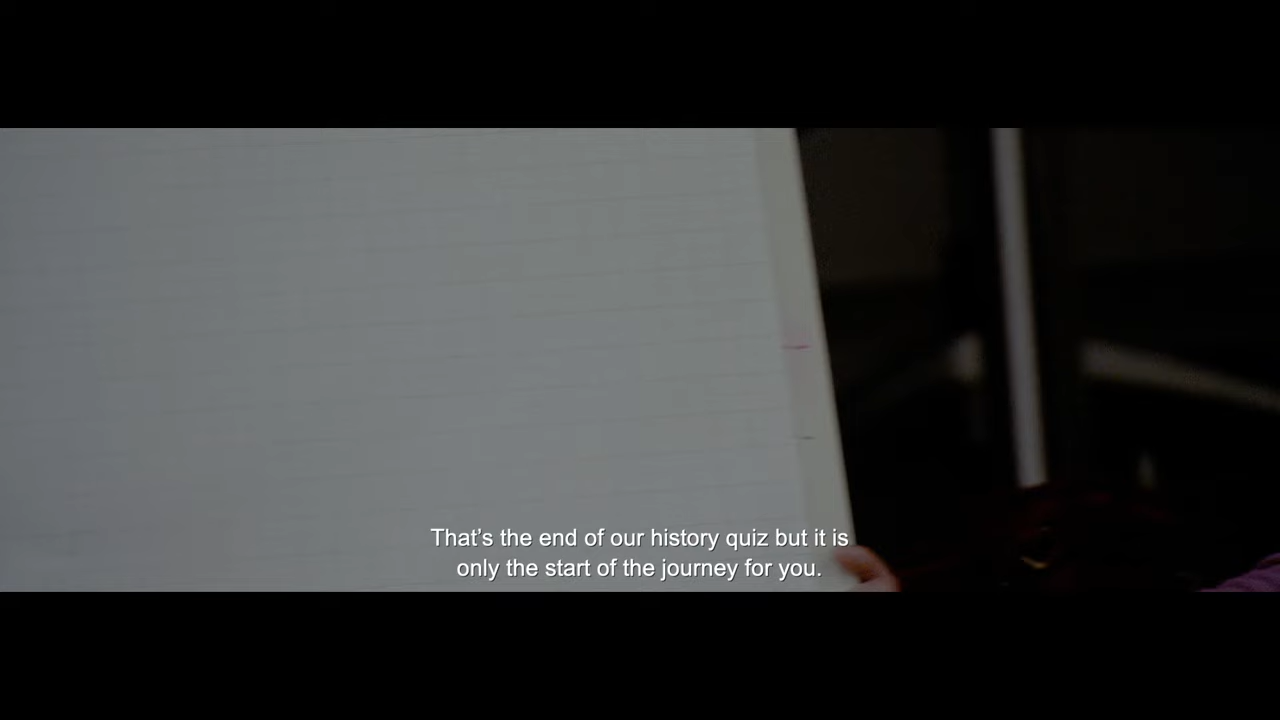 That’s the end of our history quiz but it is
only the start of the journey for you.